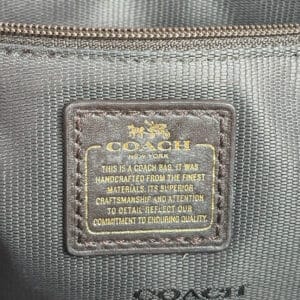 COACH
NEW YORK
THIS IS A COACH BAG. IT WAS
HANDCRAFTED FROM THE FINEST
MATERIALS. ITS SUPERIOR
CRAFTSMANSHIP AND ATTENTION
TO DETAIL REFLECT OUR
COMMITMENT TO ENDURING QUALITY.
COACH